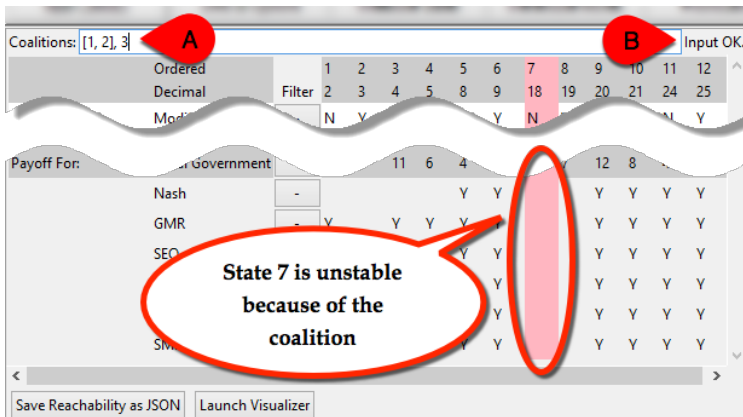 Coalitions: [1, 2], 3 A B Input OK.
Ordered 1 2 3 4 5 6 7 8 9 10 11 12
Decimal Filter 2 3 4 5 8 9 18 19 20 21 24 25
N Y Y N Y
Payoff For: Government 11 6 4 12 8
Nash - Y Y Y Y Y Y
GMR - Y Y Y Y Y Y Y Y Y
SEQ Y Y Y Y Y
State 7 is unstable
because of the
coalition
Y Y Y Y Y
Y Y Y Y Y
Y Y Y Y Y Y
Save Reachability as JSON Launch Visualizer